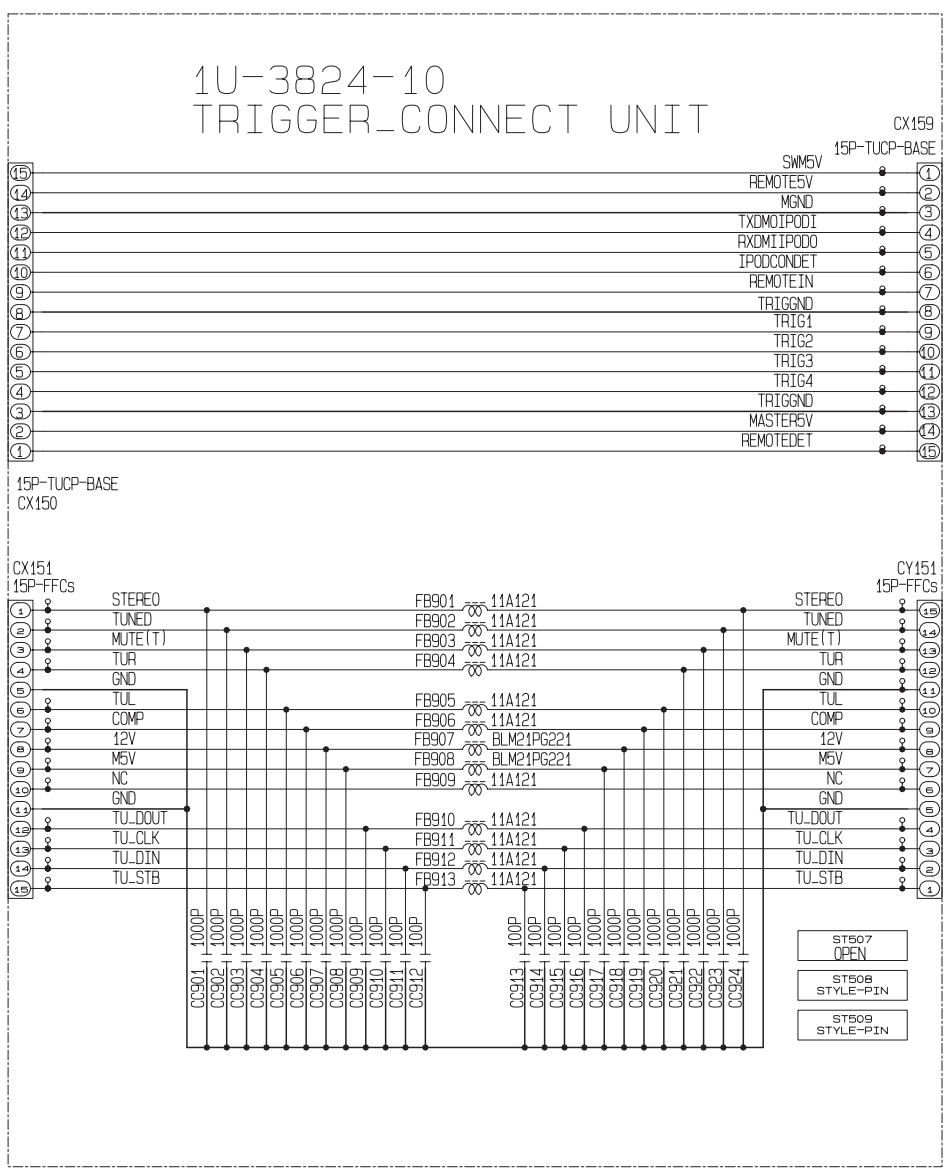 1U-3824-10
TRIGGER_CONNECT UNIT
CX159
15P-TUCP-BASE
15 SWM5V 1
14 REMOTE5V 2
13 MGND 3
12 TXDMOIPODI 4
11 RXDMIIPODO 5
10 IPODCONDET 6
9 REMOTEIN 7
8 TRIGGND 8
7 TRIG1 9
6 TRIG2 10
5 TRIG3 11
4 TRIG4 12
3 TRIGGND 13
2 MASTER5V 14
1 REMOTEDET 15
15P-TUCP-BASE
CX150
CX151 CY151
15P-FFCs 15P-FFCs
1 STEREO FB901 11A121 STEREO 15
2 TUNED FB902 11A121 TUNED 14
3 MUTE(T) FB903 11A121 MUTE(T) 13
4 TUR FB904 11A121 TUR 12
5 GND GND 11
6 TUL FB905 11A121 TUL 10
7 COMP FB906 11A121 COMP 9
8 12V FB907 BLM21PG221 12V 8
9 M5V FB908 BLM21PG221 M5V 7
10 NC FB909 11A121 NC 6
11 GND GND 5
12 TU_DOUT FB910 11A121 TU_DOUT 4
13 TU_CLK FB911 11A121 TU_CLK 3
14 TU_DIN FB912 11A121 TU_DIN 2
15 TU_STB FB913 11A121 TU_STB 1
CC901 1000P
CC902 1000P
CC903 1000P
CC904 1000P
CC905 1000P
CC906 1000P
CC907 1000P
CC908 1000P
CC909 100P
CC910 100P
CC911 100P
CC912 100P
CC913 100P
CC914 100P
CC915 100P
CC916 100P
CC917 1000P
CC918 1000P
CC919 1000P
CC920 1000P
CC921 1000P
CC922 1000P
CC923 1000P
CC924 1000P
ST507
OPEN
ST508
STYLE-PIN
ST509
STYLE-PIN